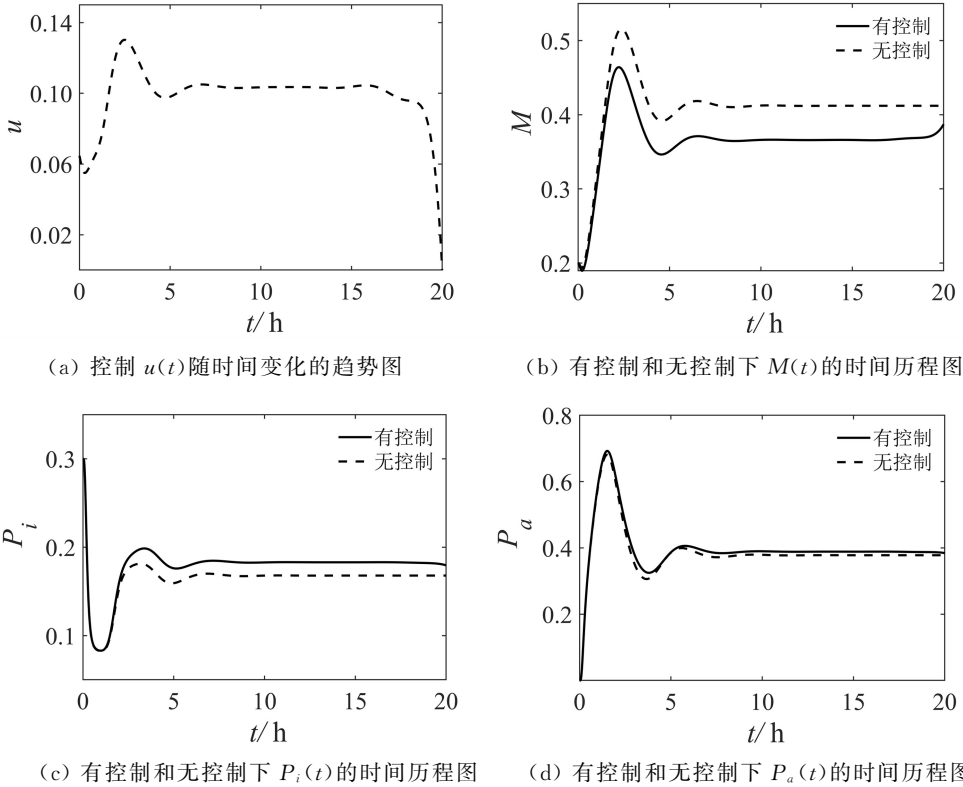 0.14
0.10
0.06
0.02
u
0 5 10 15 20
t/h
(a) 控制 u(t)随时间变化的趋势图
有控制
无控制
0.5
0.4
0.3
0.2
M
0 5 10 15 20
t/h
(b) 有控制和无控制下 M(t)的时间历程图
有控制
无控制
0.3
0.2
0.1
Pi
0 5 10 15 20
t/h
(c) 有控制和无控制下 Pi(t)的时间历程图
有控制
无控制
0.8
0.6
0.4
0.2
Pa
0 5 10 15 20
t/h
(d) 有控制和无控制下 Pa(t)的时间历程图